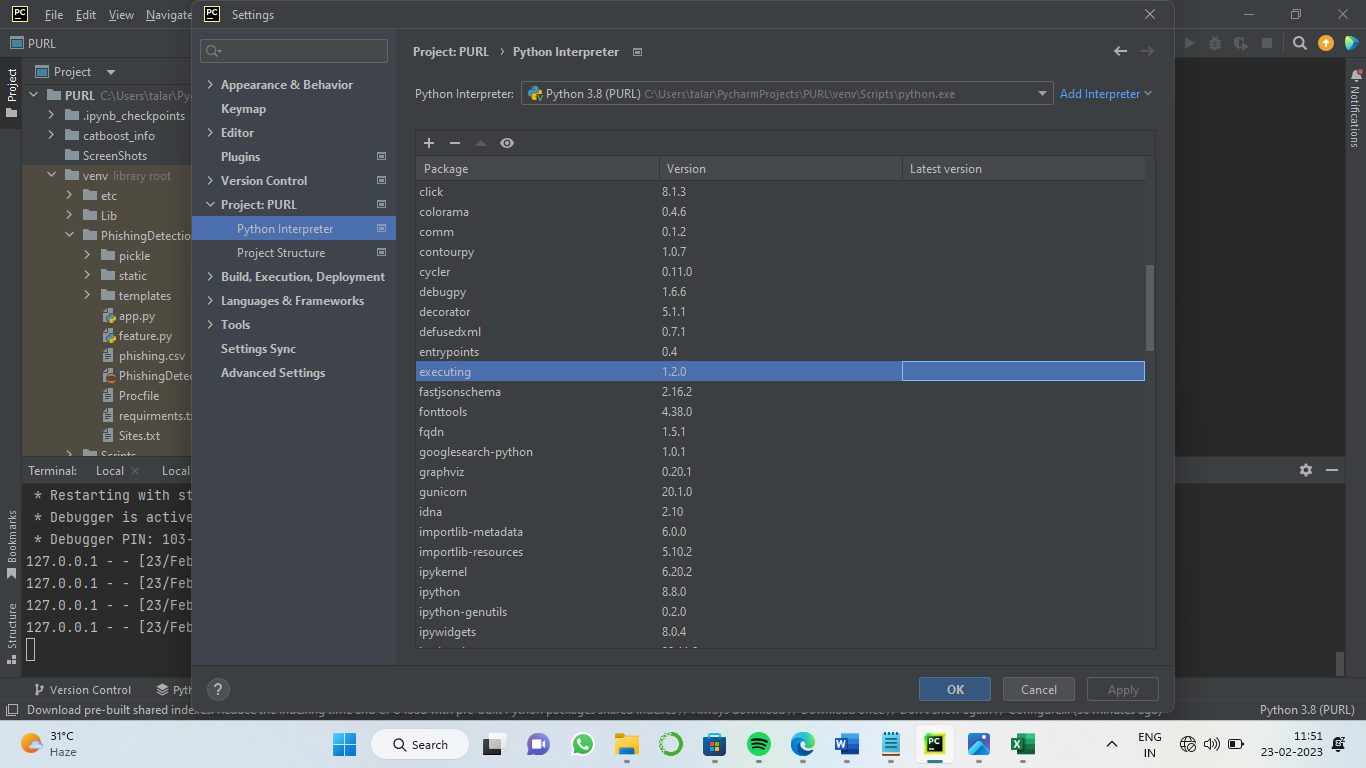 PC File Edit View Navigate
PC Settings
PURL
Project
PURL C:\Users\talar\Pyc
.ipynb_checkpoints
catboost_info
ScreenShots
venv library root
etc
Lib
PhishingDetectio
pickle
static
templates
app.py
feature.py
phishing.csv
PhishingDetec
Procfile
requirments.tx
Sites.txt
Scripts
Project
Bookmarks
Structure
Notifications
Appearance & Behavior
Keymap
Editor
Plugins
Version Control
Project: PURL
Python Interpreter
Project Structure
Build, Execution, Deployment
Languages & Frameworks
Tools
Settings Sync
Advanced Settings
Project: PURL › Python Interpreter
Python Interpreter: Python 3.8 (PURL) C:\Users\talar\PycharmProjects\PURL\venv\Scripts\python.exe Add Interpreter
Package Version Latest version
click 8.1.3
colorama 0.4.6
comm 0.1.2
contourpy 1.0.7
cycler 0.11.0
debugpy 1.6.6
decorator 5.1.1
defusedxml 0.7.1
entrypoints 0.4
executing 1.2.0
fastjsonschema 2.16.2
fonttools 4.38.0
fqdn 1.5.1
googlesearch-python 1.0.1
graphviz 0.20.1
gunicorn 20.1.0
idna 2.10
importlib-metadata 6.0.0
importlib-resources 5.10.2
ipykernel 6.20.2
ipython 8.8.0
ipython-genutils 0.2.0
ipywidgets 8.0.4
? OK Cancel Apply
Terminal: Local × Local
* Restarting with st
* Debugger is active
* Debugger PIN: 103-
127.0.0.1 - - [23/Feb
127.0.0.1 - - [23/Feb
127.0.0.1 - - [23/Feb
127.0.0.1 - - [23/Feb
Version Control Pyth
Download pre-built shared indexes: Reduce the indexing time and CPU load with pre-built Python packages shared indexes // Always download // Download once // Don't show again // Configure... (30 minutes ago) Python 3.8 (PURL)
31°C
Haze
Search
ENG
IN
11:51
23-02-2023